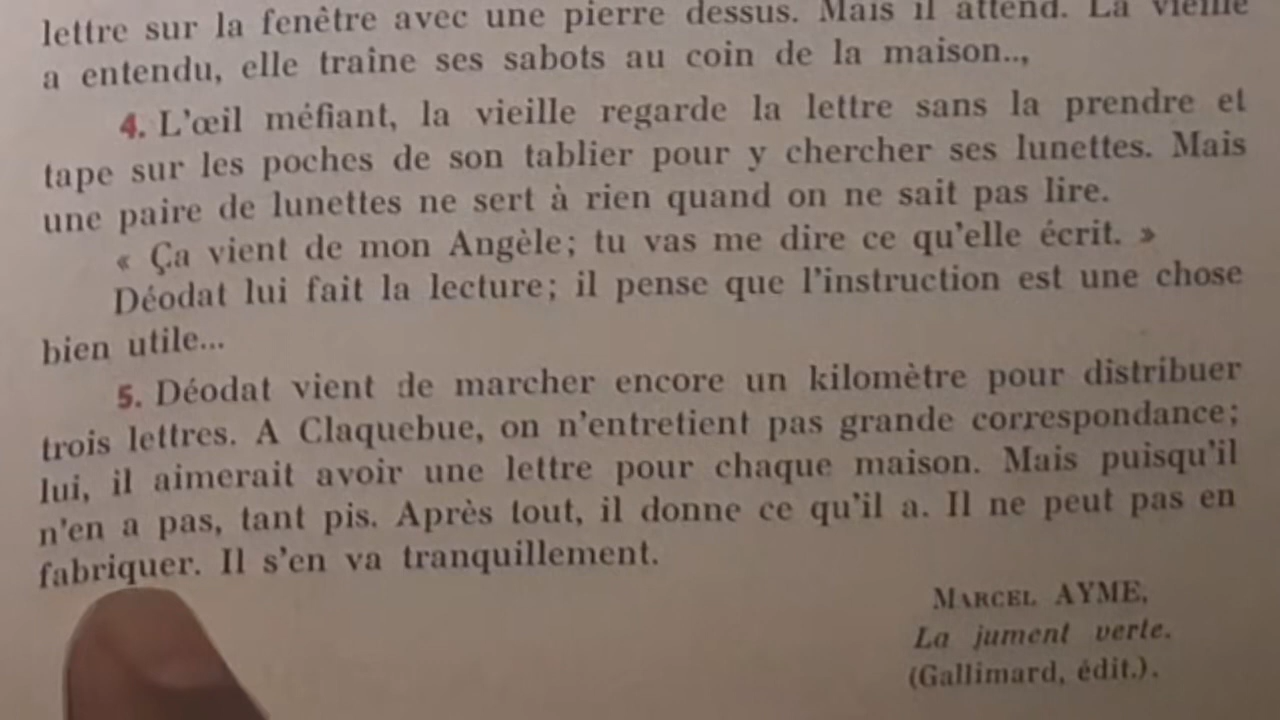 lettre sur la fenêtre avec une pierre dessus. Mais il attend. La vieille
a entendu, elle traîne ses sabots au coin de la maison..,
4. L'œil méfiant, la vieille regarde la lettre sans la prendre et
tape sur les poches de son tablier pour y chercher ses lunettes. Mais
une paire de lunettes ne sert à rien quand on ne sait pas lire.
« Ça vient de mon Angèle; tu vas me dire ce qu'elle écrit. »
Déodat lui fait la lecture; il pense que l'instruction est une chose
bien utile...
5. Déodat vient de marcher encore un kilomètre pour distribuer
trois lettres. A Claquebue, on n'entretient pas grande correspondance;
lui, il aimerait avoir une lettre pour chaque maison. Mais puisqu'il
n'en a pas, tant pis. Après tout, il donne ce qu'il a. Il ne peut pas en
fabriquer. Il s'en va tranquillement.
MARCEL AYME,
La jument verte.
(Gallimard, édit.).